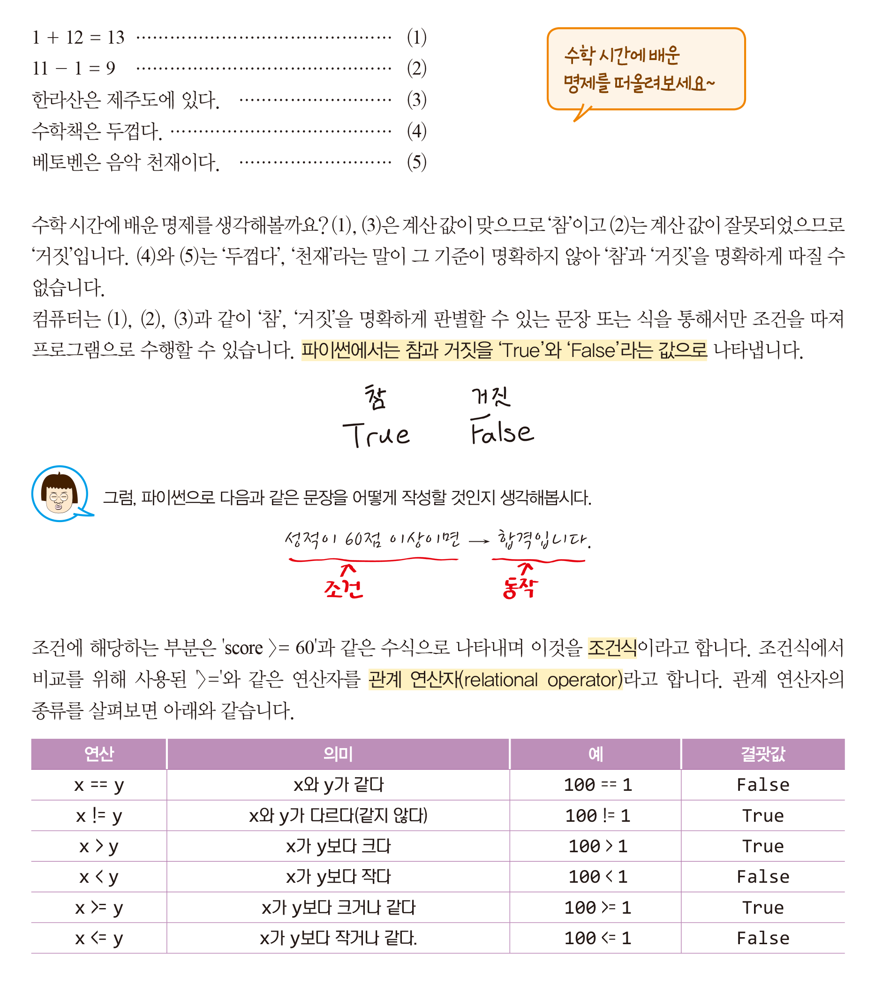 1 + 12 = 13 ………………………………………… (1)
11 − 1 = 9 ………………………………………… (2)
한라산은 제주도에 있다. ……………………… (3)
수학책은 두껍다. ………………………………… (4)
베토벤은 음악 천재이다. ……………………… (5)
수학 시간에 배운
명제를 떠올려보세요~
수학 시간에 배운 명제를 생각해볼까요? (1), (3)은 계산 값이 맞으므로 ‘참’이고 (2)는 계산 값이 잘못되었으므로
‘거짓’입니다. (4)와 (5)는 ‘두껍다’, ‘천재’라는 말이 그 기준이 명확하지 않아 ‘참’과 ‘거짓’을 명확하게 따질 수
없습니다.
컴퓨터는 (1), (2), (3)과 같이 ‘참’, ‘거짓’을 명확하게 판별할 수 있는 문장 또는 식을 통해서만 조건을 따져
프로그램으로 수행할 수 있습니다. 파이썬에서는 참과 거짓을 ‘True’와 ‘False’라는 값으로 나타냅니다.
참 거짓
True False
그럼, 파이썬으로 다음과 같은 문장을 어떻게 작성할 것인지 생각해봅시다.
성적이 60점 이상이면 → 합격입니다.
조건 동작
조건에 해당하는 부분은 'score >= 60'과 같은 수식으로 나타내며 이것을 조건식이라고 합니다. 조건식에서
비교를 위해 사용된 '>='와 같은 연산자를 관계 연산자(relational operator)라고 합니다. 관계 연산자의
종류를 살펴보면 아래와 같습니다.
연산 의미 예 결괏값
x == y x와 y가 같다 100 == 1 False
x != y x와 y가 다르다(같지 않다) 100 != 1 True
x > y x가 y보다 크다 100 > 1 True
x < y x가 y보다 작다 100 < 1 False
x >= y x가 y보다 크거나 같다 100 >= 1 True
x <= y x가 y보다 작거나 같다. 100 <= 1 False